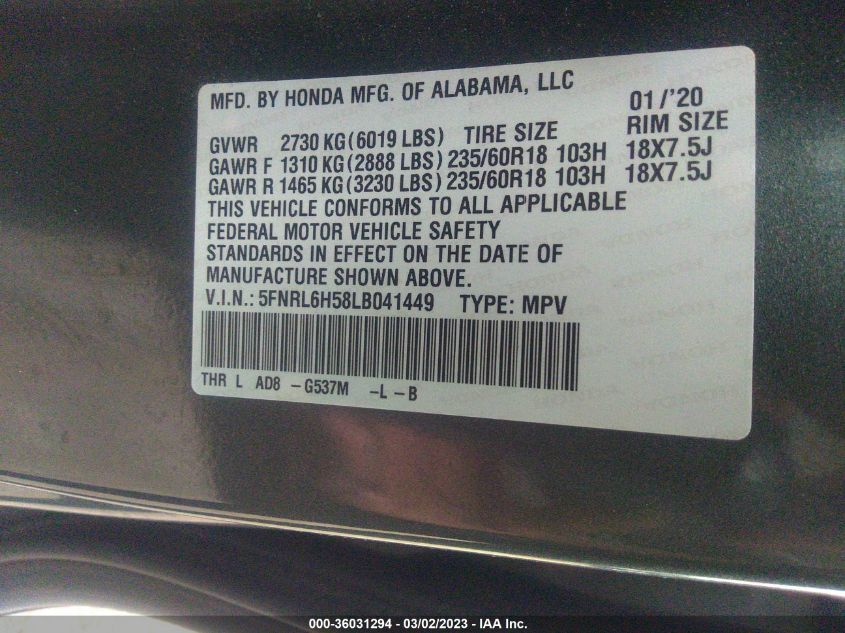 MFD. BY HONDA MFG. OF ALABAMA, LLC
01/'20
GVWR 2730 KG(6019 LBS) TIRE SIZE RIM SIZE
GAWR F 1310 KG(2888 LBS) 235/60R18 103H 18X7.5J
GAWR R 1465 KG(3230 LBS) 235/60R18 103H 18X7.5J
THIS VEHICLE CONFORMS TO ALL APPLICABLE
FEDERAL MOTOR VEHICLE SAFETY
STANDARDS IN EFFECT ON THE DATE OF
MANUFACTURE SHOWN ABOVE.
V.I.N.: 5FNRL6H58LB041449 TYPE: MPV
THR L AD8 -G537M -L-B
000-36031294 - 03/02/2023 - IAA Inc.